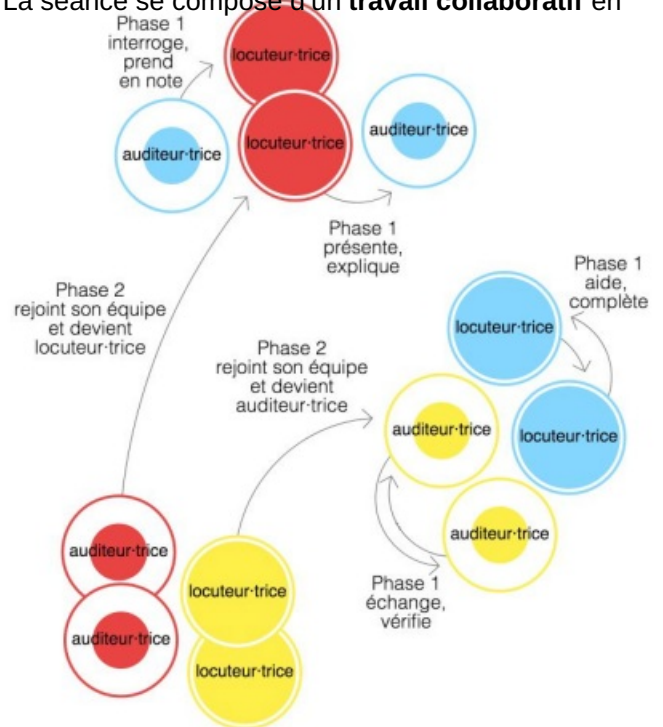 La séance se compose d'un travail collaboratif en
Phase 1
interroge,
prend
en note
locuteur·trice
auditeur·trice
locuteur·trice
auditeur·trice
Phase 1
présente,
explique
Phase 2
rejoint son équipe
et devient
locuteur·trice
Phase 1
aide,
complète
locuteur·trice
Phase 2
rejoint son équipe
et devient
auditeur·trice
auditeur·trice
locuteur·trice
auditeur·trice
auditeur·trice
locuteur·trice
Phase 1
échange,
vérifie
auditeur·trice
locuteur·trice